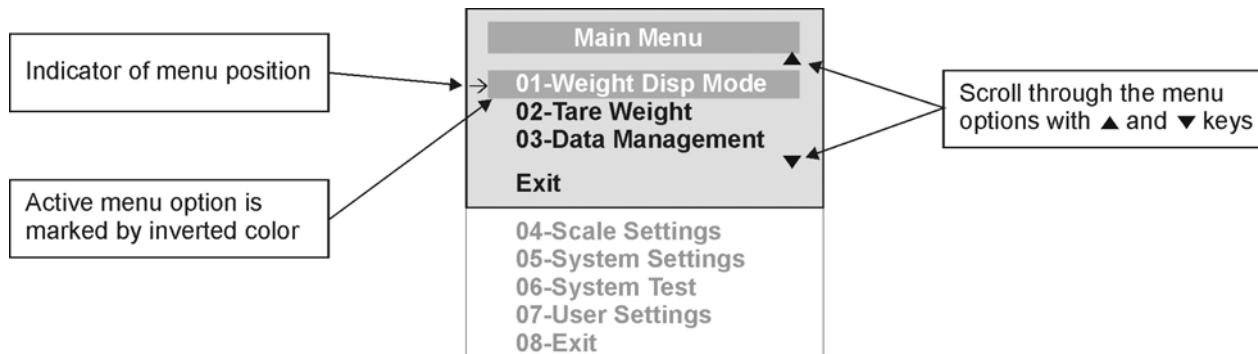 Main Menu
Indicator of menu position
→ 01-Weight Disp Mode
02-Tare Weight
03-Data Management
Exit
Scroll through the menu
options with ▲ and ▼ keys
Active menu option is
marked by inverted color
04-Scale Settings
05-System Settings
06-System Test
07-User Settings
08-Exit